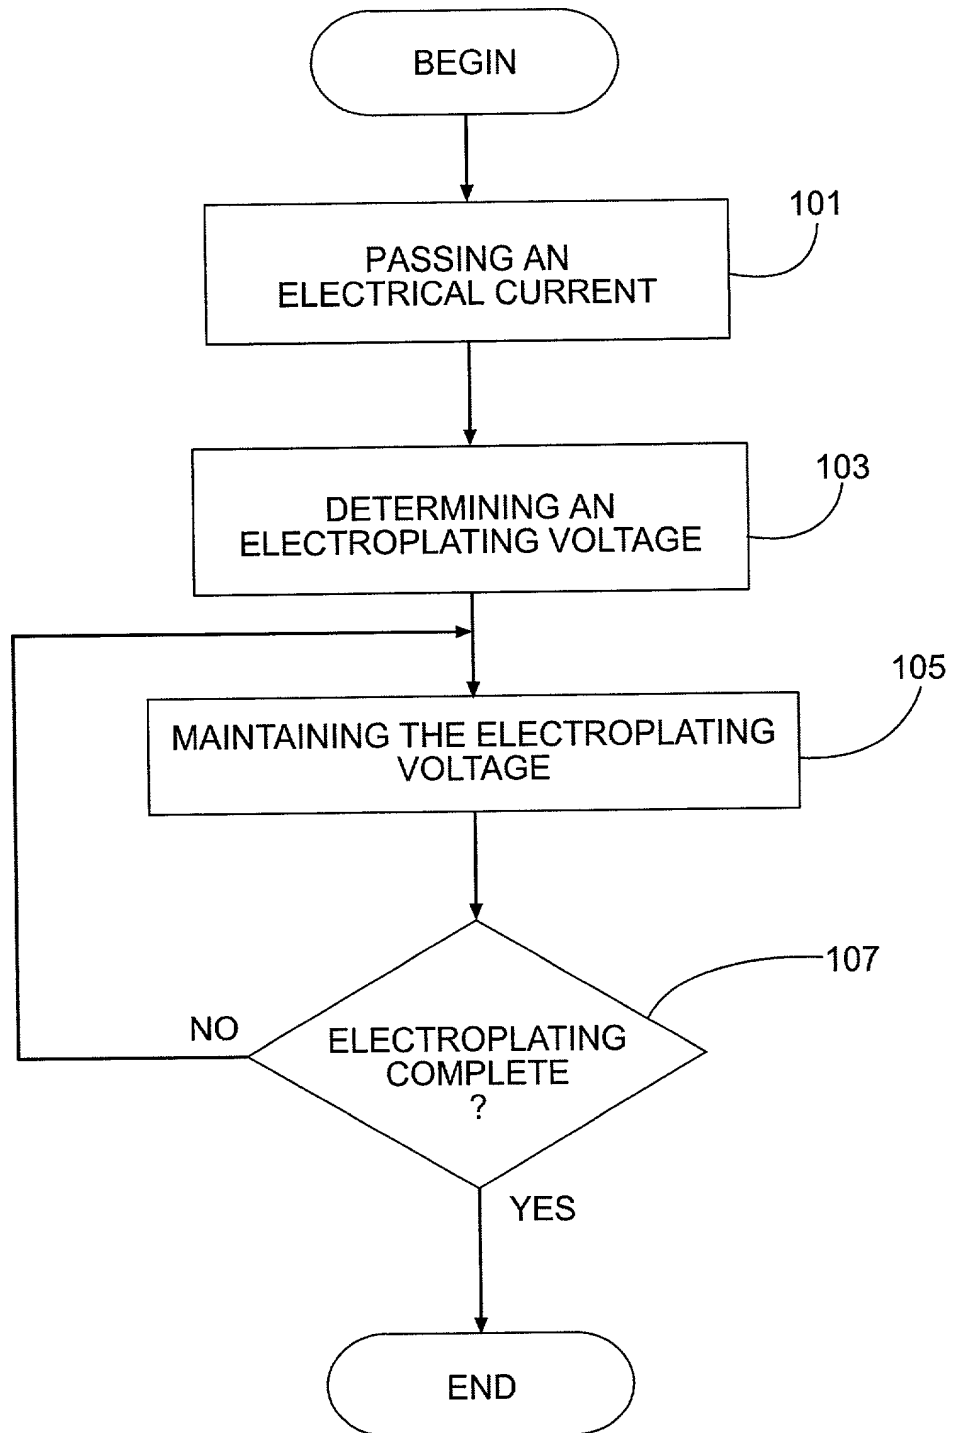 BEGIN
101
PASSING AN
ELECTRICAL CURRENT
103
DETERMINING AN
ELECTROPLATING VOLTAGE
105
MAINTAINING THE ELECTROPLATING
VOLTAGE
107
NO
ELECTROPLATING
COMPLETE
?
YES
END